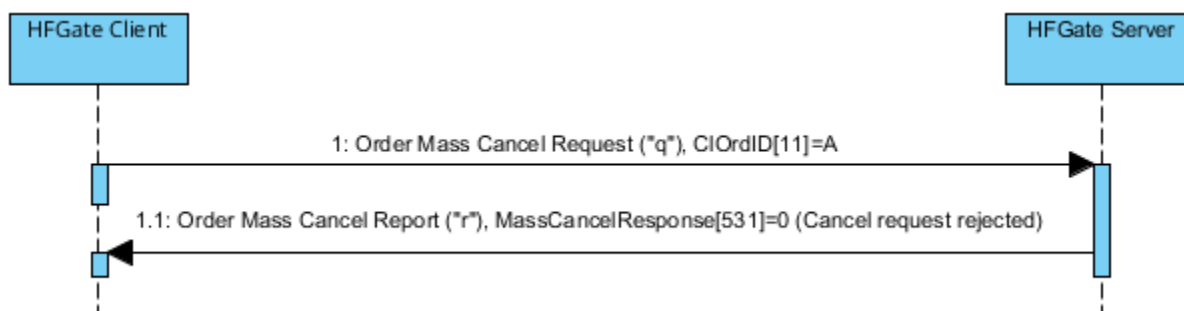 HFGate Client
HFGate Server
1: Order Mass Cancel Request ("q"), ClOrdID[11]=A
1.1: Order Mass Cancel Report ("r"), MassCancelResponse[531]=0 (Cancel request rejected)